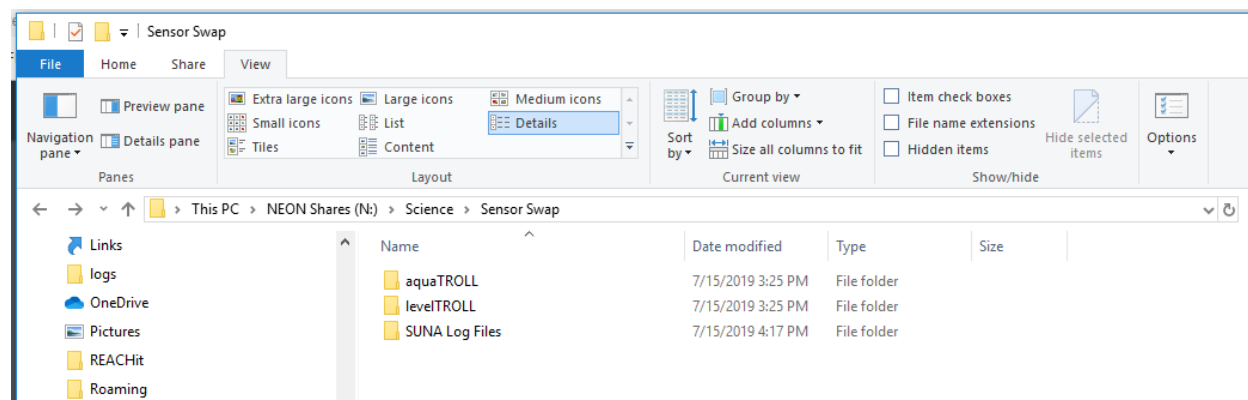 Sensor Swap
File Home Share View
Navigation pane
Preview pane
Details pane
Panes
Extra large icons Large icons Medium icons
Small icons List Details
Tiles Content
Layout
Sort by
Group by
Add columns
Size all columns to fit
Current view
Item check boxes
File name extensions
Hidden items
Hide selected items
Show/hide
Options
This PC > NEON Shares (N:) > Science > Sensor Swap
Links
logs
OneDrive
Pictures
REACHit
Roaming
Name Date modified Type Size
aquaTROLL 7/15/2019 3:25 PM File folder
levelTROLL 7/15/2019 3:25 PM File folder
SUNA Log Files 7/15/2019 4:17 PM File folder